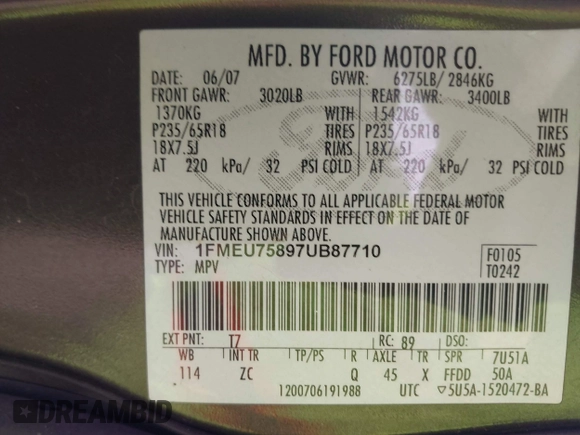 MFD. BY FORD MOTOR CO.
DATE: 06/07 GVWR: 6275LB/ 2846KG
FRONT GAWR: 3020LB REAR GAWR: 3400LB
1370KG WITH 1542KG WITH
P235/65R18 TIRES P235/65R18 TIRES
18X7.5J RIMS 18X7.5J RIMS
AT 220 kPa/ 32 PSI COLD AT 220 kPa/ 32 PSI COLD
THIS VEHICLE CONFORMS TO ALL APPLICABLE FEDERAL MOTOR
VEHICLE SAFETY STANDARDS IN EFFECT ON THE DATE OF
MANUFACTURE SHOWN ABOVE.
VIN: 1FMEU75897UB87710 F0105
TYPE: MPV T0242
EXT PNT: T7 RC: 89 DSO:
WB INT TR TP/PS R AXLE TR SPR 7U51A
114 ZC Q 45 X FFDD 50A
1200706191988 UTC ▽5U5A-1520472-BA
DREAMBID